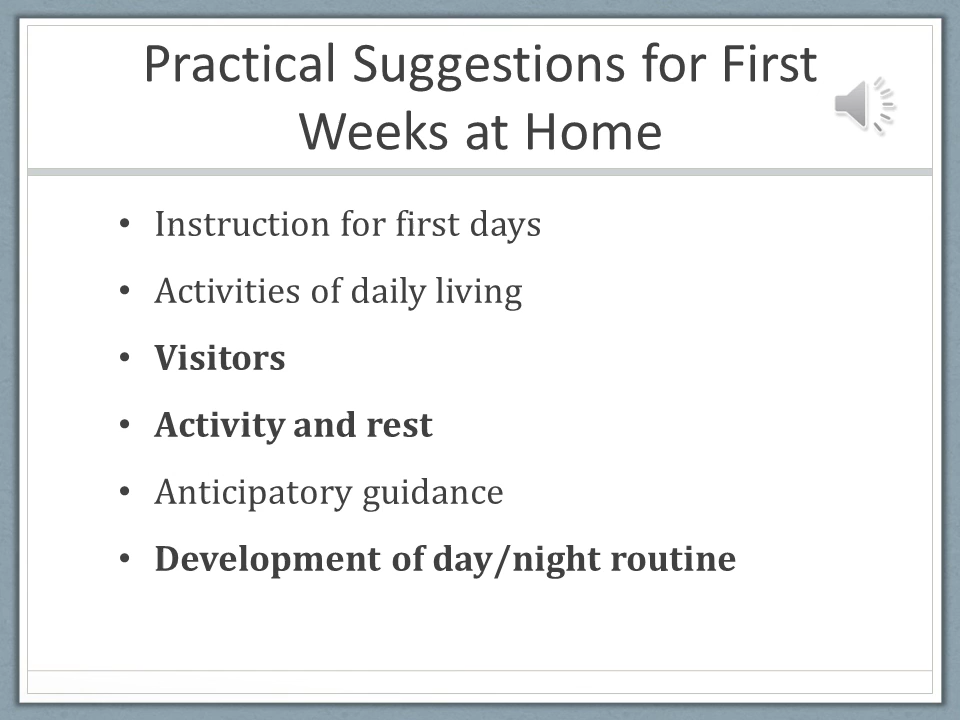 Practical Suggestions for First
Weeks at Home
• Instruction for first days
• Activities of daily living
• Visitors
• Activity and rest
• Anticipatory guidance
• Development of day/night routine